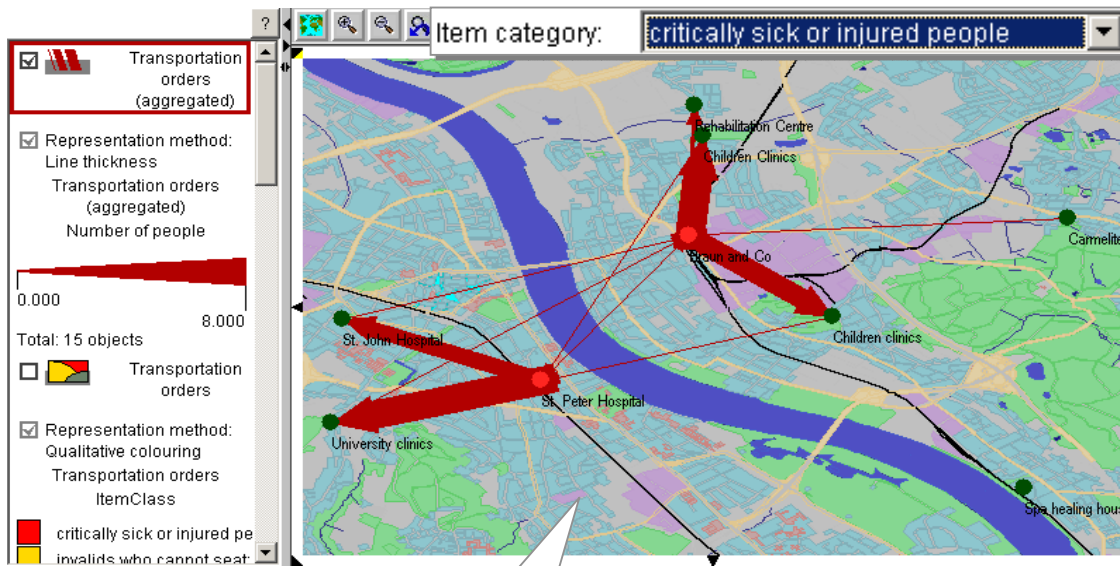 ?
Item category: critically sick or injured people
Transportation
orders
(aggregated)
Representation method:
Line thickness
Transportation orders
(aggregated)
Number of people
0.000
8.000
Total: 15 objects
Transportation
orders
Representation method:
Qualitative colouring
Transportation orders
ItemClass
critically sick or injured pe
invalids who cannot seat
Rehabilitation Centre
Children Clinics
Carmelite
Braun and Co
Children clinics
St. John Hospital
St. Peter Hospital
University clinics
Spa healing hous